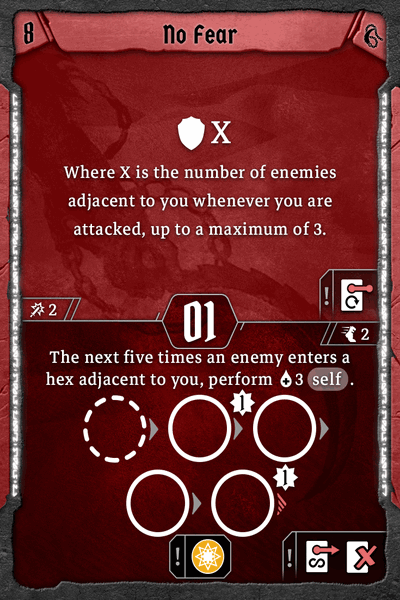 8 No Fear
X
Where X is the number of enemies
adjacent to you whenever you are
attacked, up to a maximum of 3.
!
2
01
2
The next five times an enemy enters a
hex adjacent to you, perform 3 self .
1
1
! !